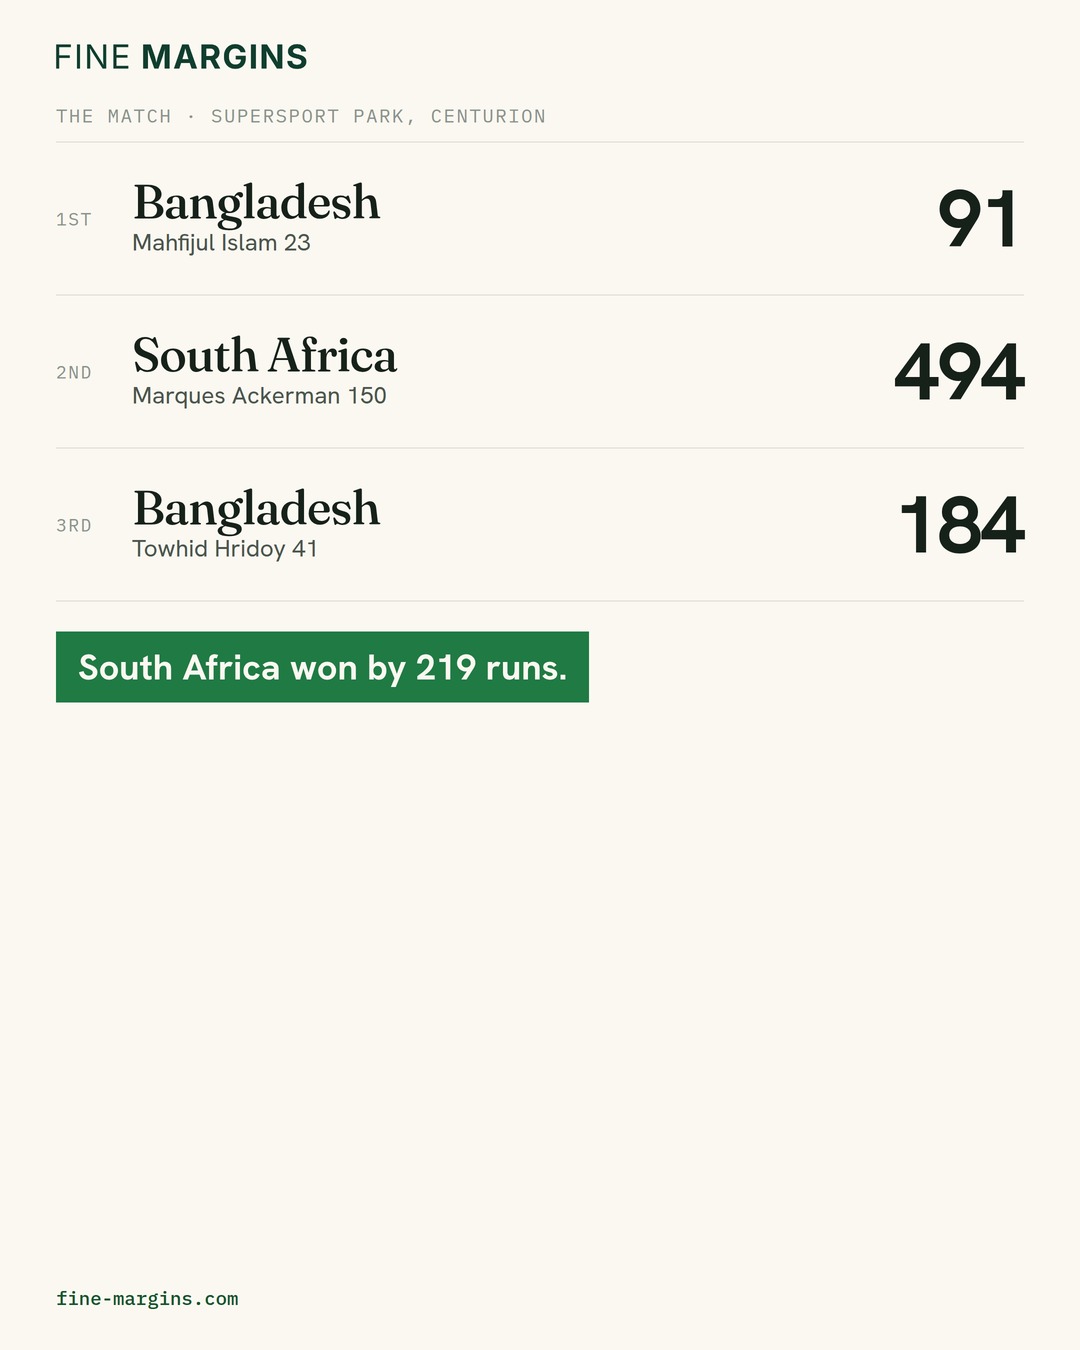 FINE MARGINS
THE MATCH · SUPERSPORT PARK, CENTURION
1ST
Bangladesh
Mahfijul Islam 23
91
2ND
South Africa
Marques Ackerman 150
494
3RD
Bangladesh
Towhid Hridoy 41
184
South Africa won by 219 runs.
fine-margins.com